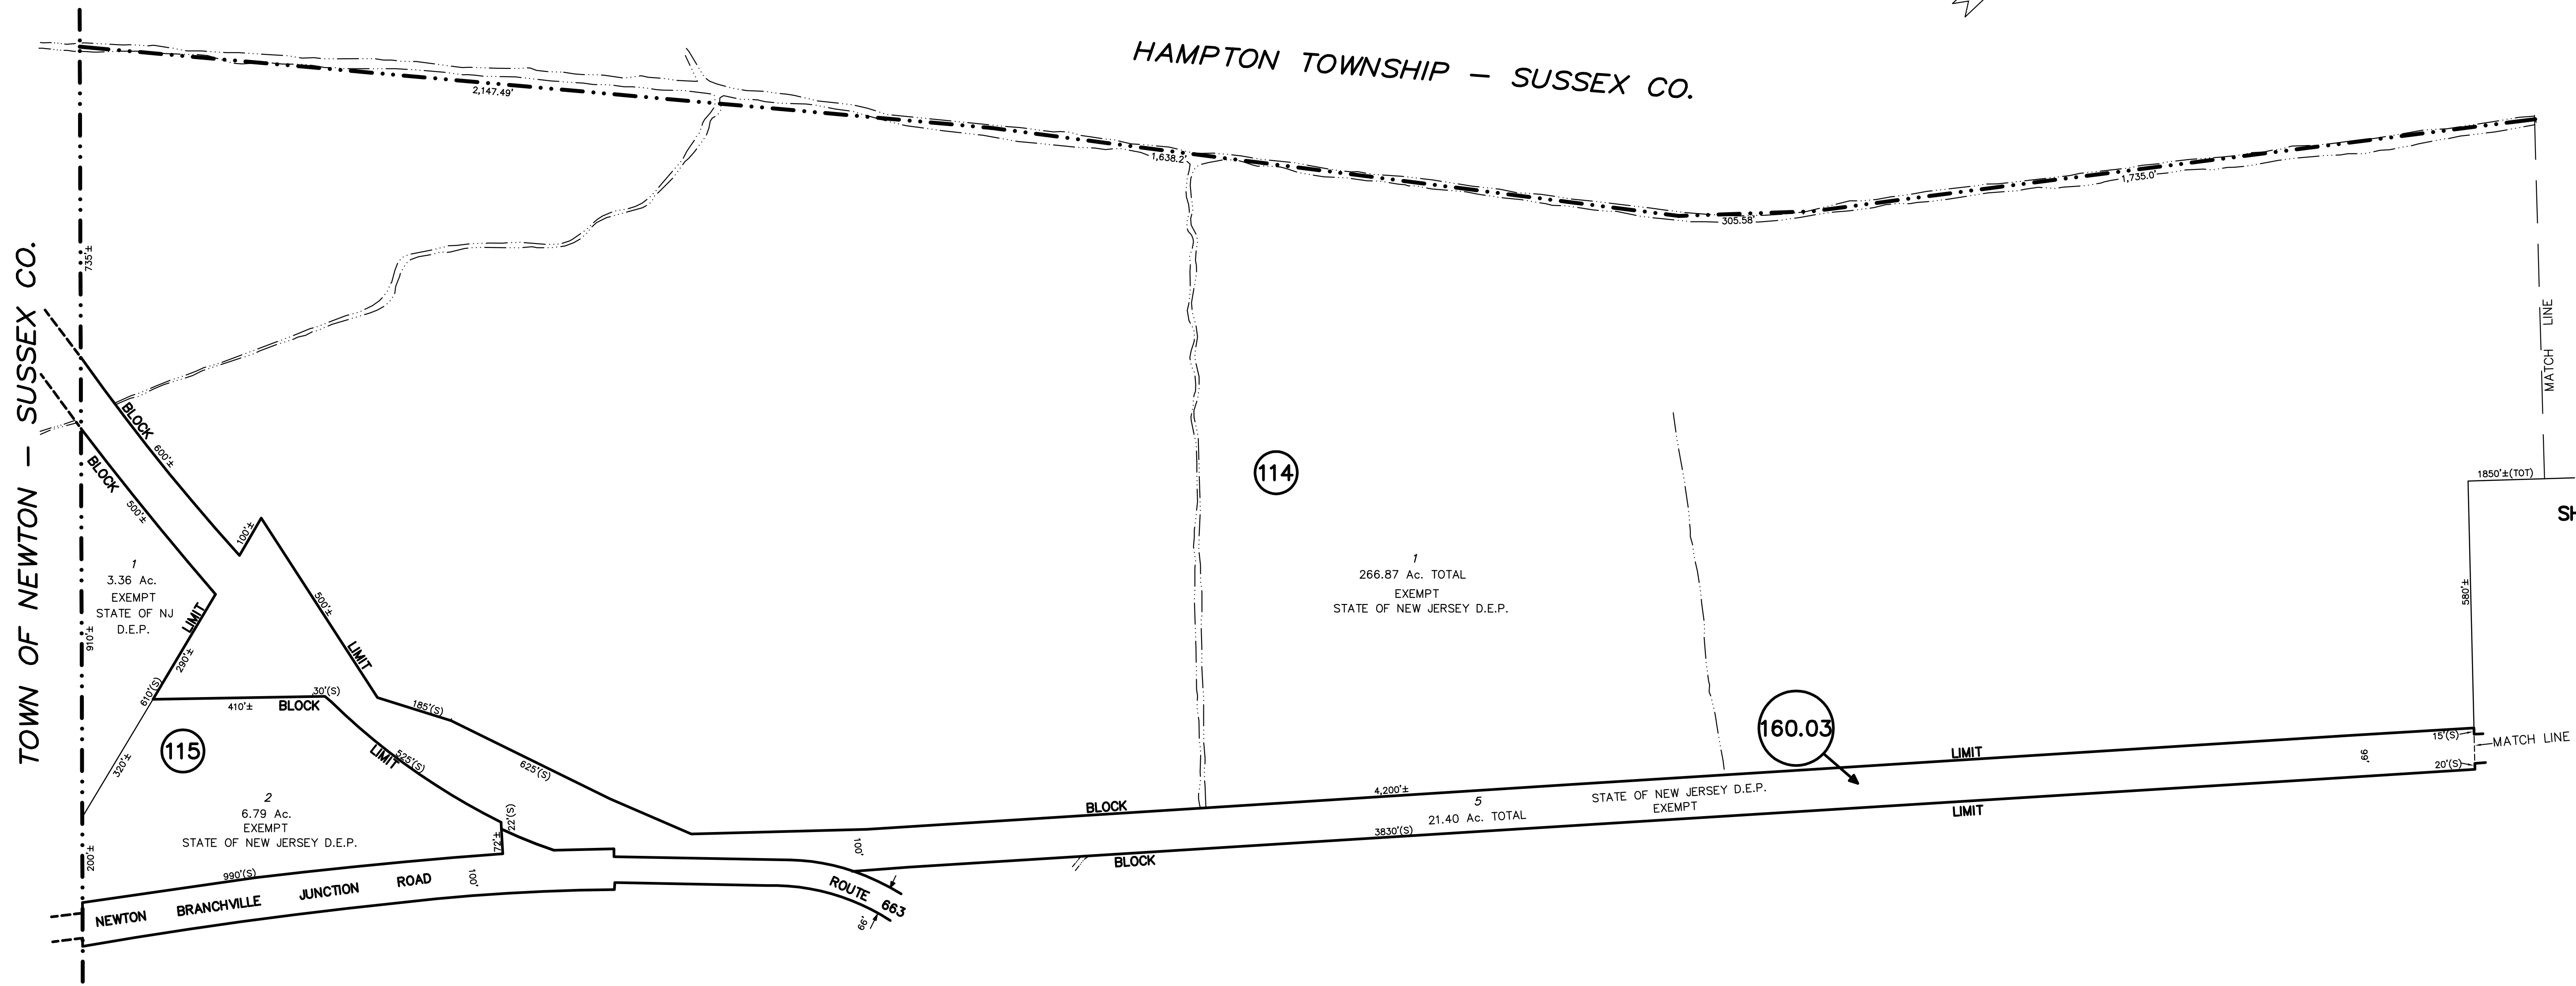 HAMPTON TOWNSHIP - SUSSEX CO.
2,147.49'
1,638.2'
305.58'
1,735.0'
TOWN OF NEWTON - SUSSEX CO.
735'±
MATCH LINE
BLOCK
600'±
BLOCK
500'±
100'±
500'±
LIMIT
114
1850'±(TOT)
580'±
1
3.36 Ac.
EXEMPT
STATE OF NJ
D.E.P.
LIMIT
290'±
910'±
1
266.87 Ac. TOTAL
EXEMPT
STATE OF NEW JERSEY D.E.P.
610'(S)
410'±
BLOCK
30'(S)
185'(S)
115
320'±
LIMIT
525'(S)
625'(S)
160.03
LIMIT
15'(S)
MATCH LINE
66'
20'(S)
2
6.79 Ac.
EXEMPT
STATE OF NEW JERSEY D.E.P.
22'(S)
72'±
200'±
990'(S)
100'
NEWTON BRANCHVILLE JUNCTION ROAD
BLOCK
4,200'±
5
21.40 Ac. TOTAL
STATE OF NEW JERSEY D.E.P.
EXEMPT
3830'(S)
LIMIT
BLOCK
100'
ROUTE 663
66'